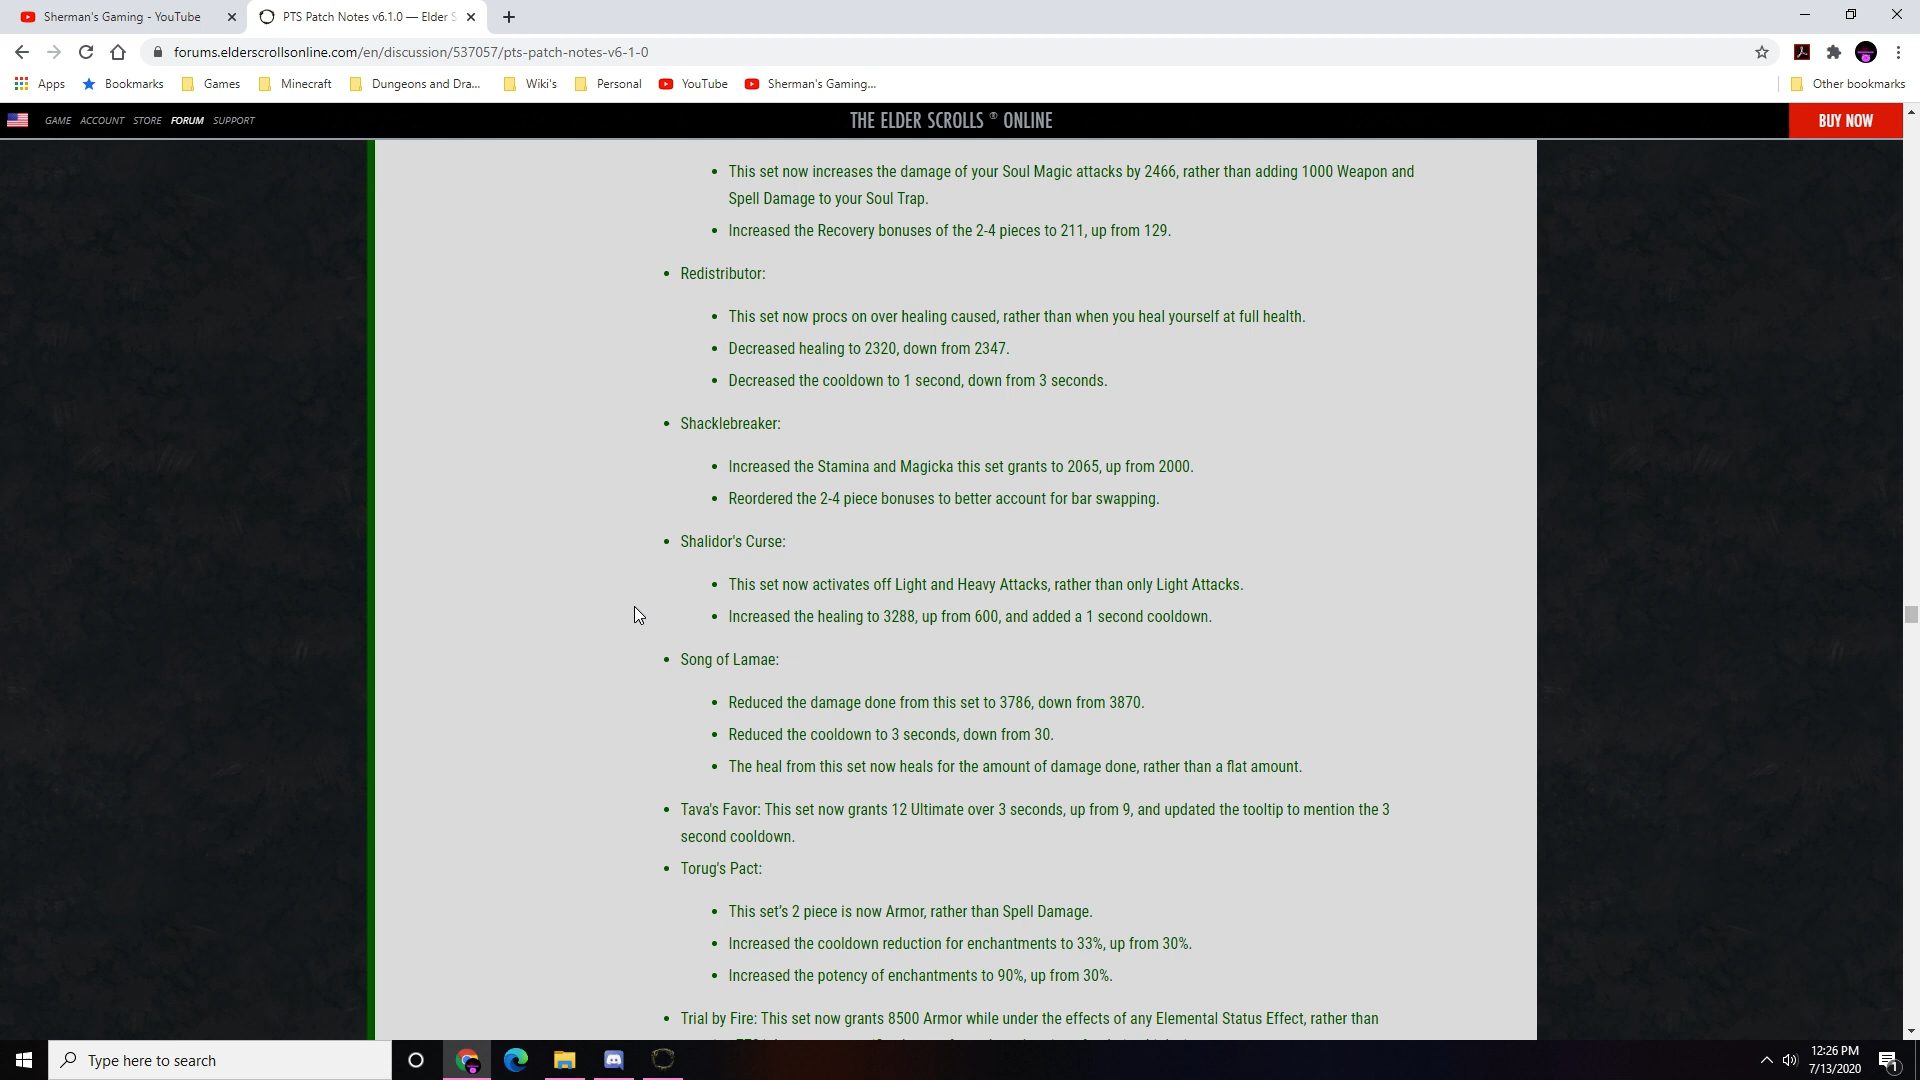 Sherman's Gaming - YouTube
PTS Patch Notes v6.1.0 — Elder S
forums.elderscrollsonline.com/en/discussion/537057/pts-patch-notes-v6-1-0
Apps Bookmarks Games Minecraft Dungeons and Dra... Wiki's Personal YouTube Sherman's Gaming... Other bookmarks
GAME ACCOUNT STORE FORUM SUPPORT THE ELDER SCROLLS ® ONLINE BUY NOW
• This set now increases the damage of your Soul Magic attacks by 2466, rather than adding 1000 Weapon and
Spell Damage to your Soul Trap.
• Increased the Recovery bonuses of the 2-4 pieces to 211, up from 129.
• Redistributor:
• This set now procs on over healing caused, rather than when you heal yourself at full health.
• Decreased healing to 2320, down from 2347.
• Decreased the cooldown to 1 second, down from 3 seconds.
• Shacklebreaker:
• Increased the Stamina and Magicka this set grants to 2065, up from 2000.
• Reordered the 2-4 piece bonuses to better account for bar swapping.
• Shalidor's Curse:
• This set now activates off Light and Heavy Attacks, rather than only Light Attacks.
• Increased the healing to 3288, up from 600, and added a 1 second cooldown.
• Song of Lamae:
• Reduced the damage done from this set to 3786, down from 3870.
• Reduced the cooldown to 3 seconds, down from 30.
• The heal from this set now heals for the amount of damage done, rather than a flat amount.
• Tava's Favor: This set now grants 12 Ultimate over 3 seconds, up from 9, and updated the tooltip to mention the 3
second cooldown.
• Torug's Pact:
• This set's 2 piece is now Armor, rather than Spell Damage.
• Increased the cooldown reduction for enchantments to 33%, up from 30%.
• Increased the potency of enchantments to 90%, up from 30%.
• Trial by Fire: This set now grants 8500 Armor while under the effects of any Elemental Status Effect, rather than
Type here to search
12:26 PM
7/13/2020
1